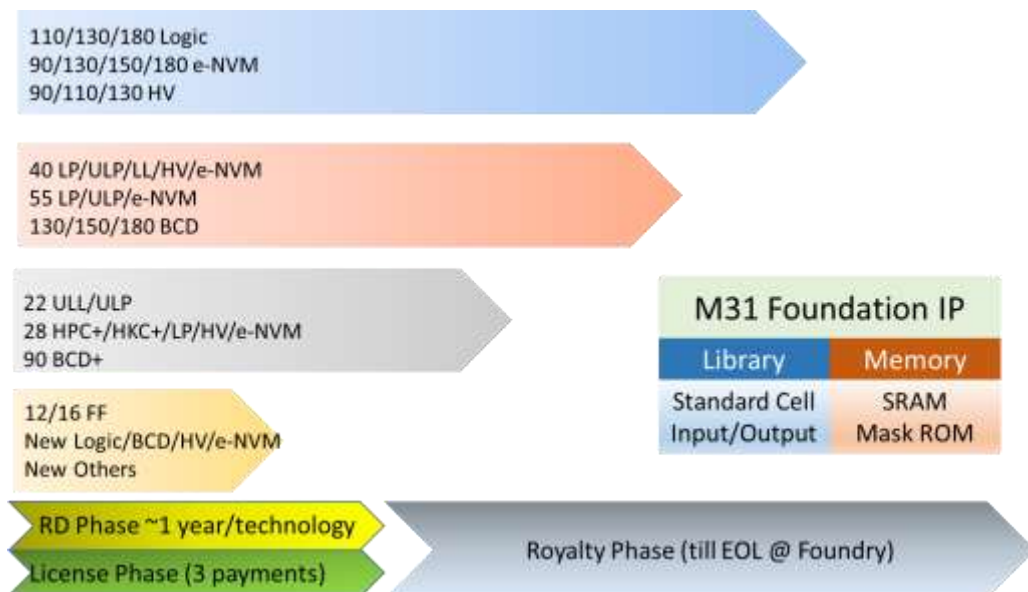 110/130/180 Logic
90/130/150/180 e-NVM
90/110/130 HV
40 LP/ULP/LL/HV/e-NVM
55 LP/ULP/e-NVM
130/150/180 BCD
22 ULL/ULP
28 HPC+/HKC+/LP/HV/e-NVM
90 BCD+
12/16 FF
New Logic/BCD/HV/e-NVM
New Others
M31 Foundation IP
Library Memory
Standard Cell SRAM
Input/Output Mask ROM
RD Phase ~1 year/technology
License Phase (3 payments)
Royalty Phase (till EOL @ Foundry)